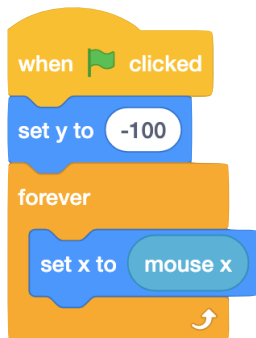 when clicked
set y to -100
forever
set x to mouse x